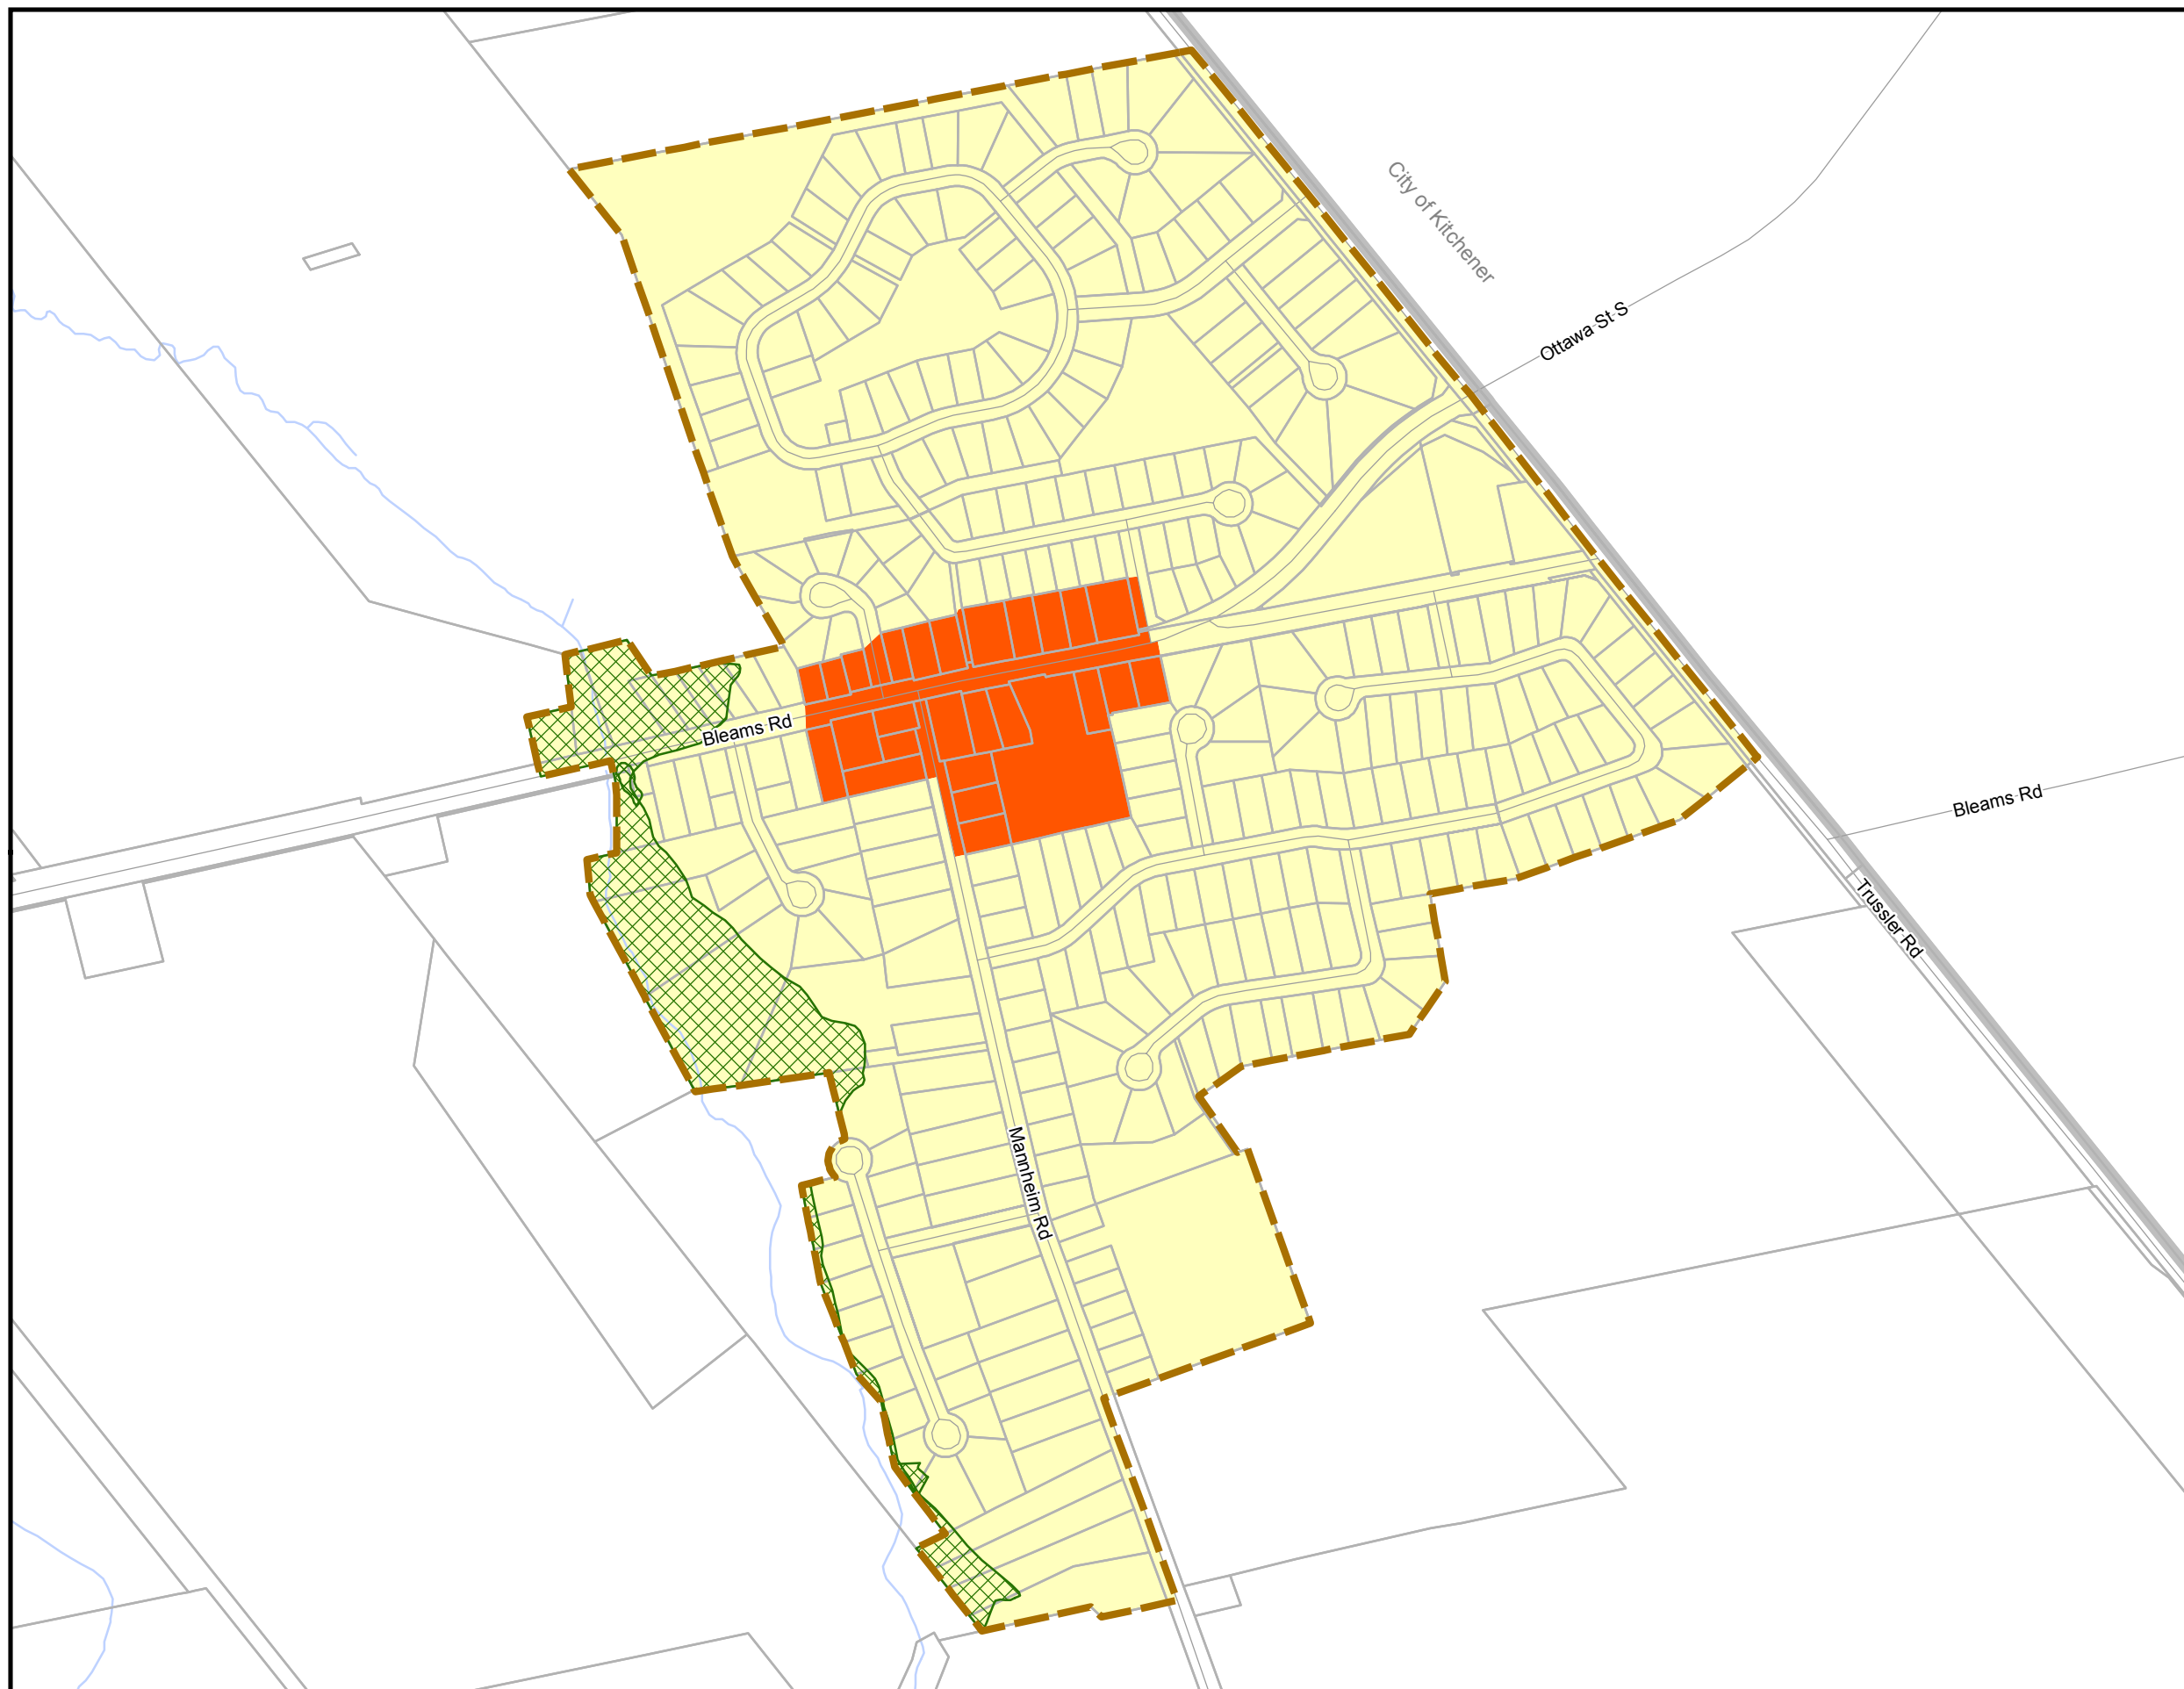 City of Kitchener
Ottawa St S
Bleams Rd
Bleams Rd
Trussler Rd
Mannheim Rd